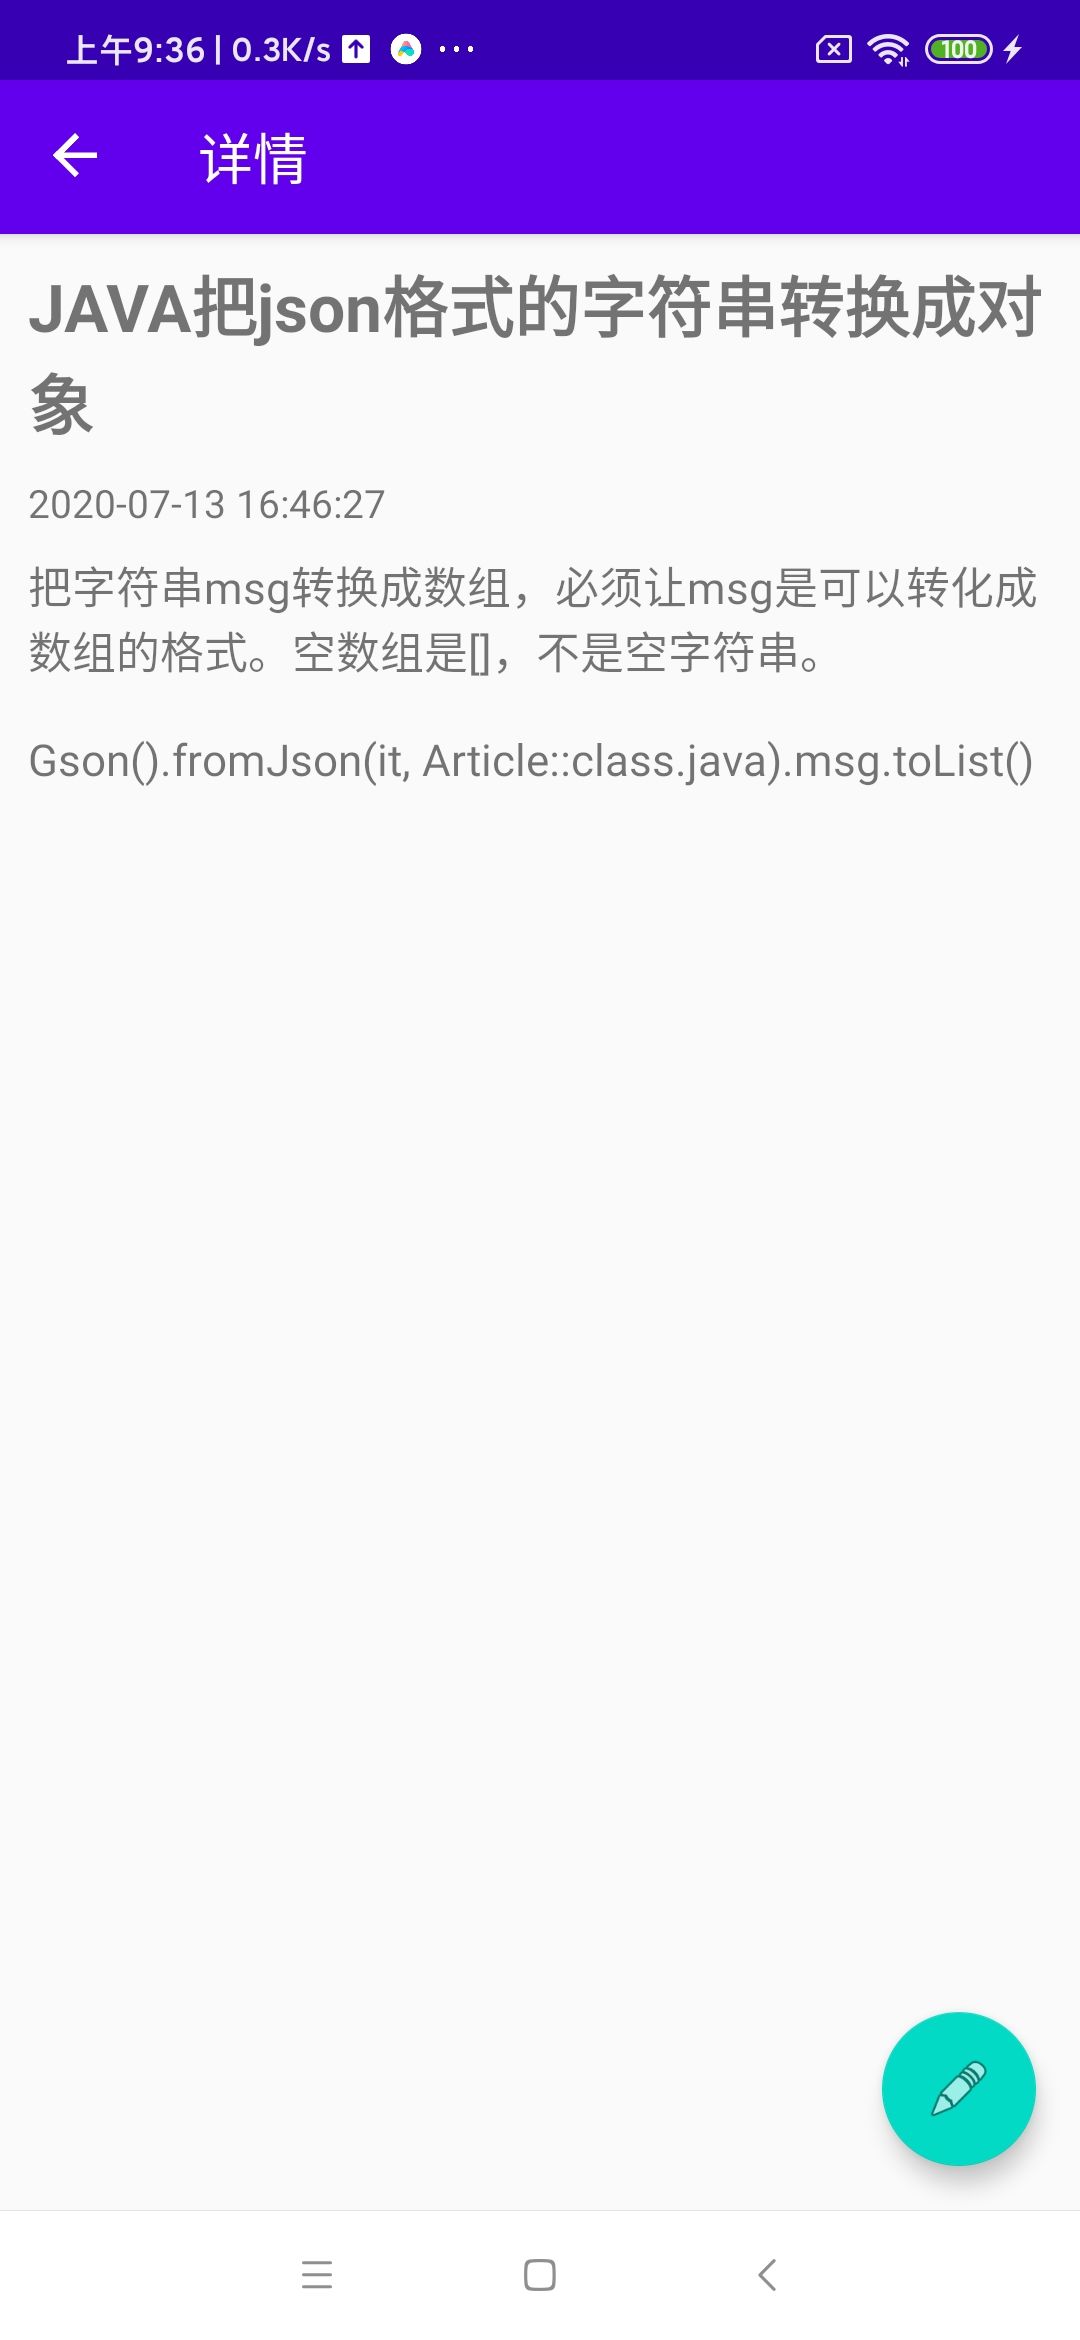 上午9:36 | 0.3K/s
100
详情
JAVA把json格式的字符串转换成对
象
2020-07-13 16:46:27
把字符串msg转换成数组，必须让msg是可以转化成
数组的格式。空数组是[]，不是空字符串。
Gson().fromJson(it, Article::class.java).msg.toList()